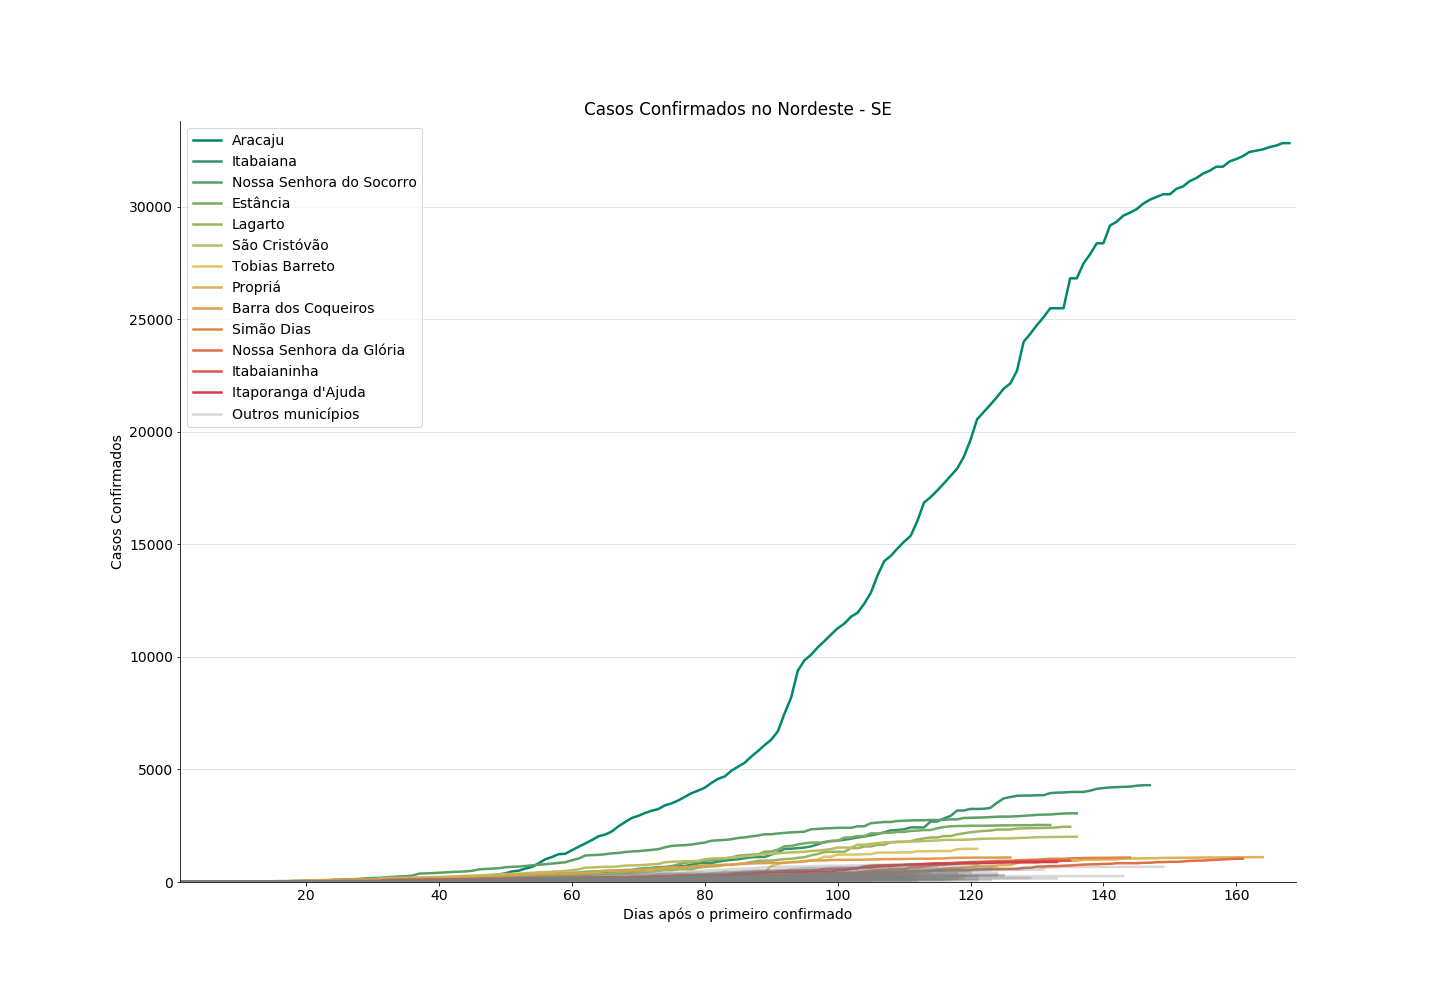 Casos Confirmados no Nordeste - SE
Aracaju
Itabaiana
Nossa Senhora do Socorro
Estância
Lagarto
São Cristóvão
Tobias Barreto
Propriá
Barra dos Coqueiros
Simão Dias
Nossa Senhora da Glória
Itabaianinha
Itaporanga d'Ajuda
Outros municípios
Casos Confirmados
30000
25000
20000
15000
10000
5000
0
20 40 60 80 100 120 140 160
Dias após o primeiro confirmado